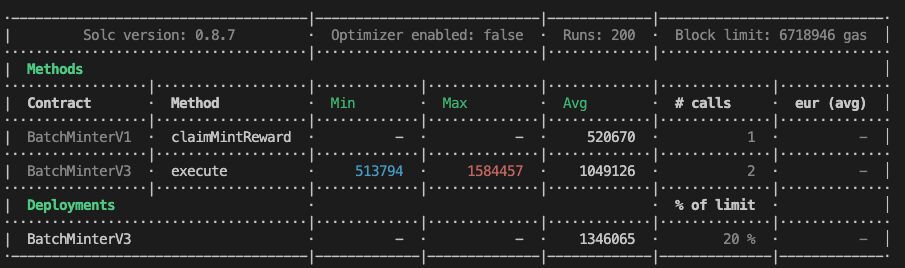 Solc version: 0.8.7 Optimizer enabled: false Runs: 200 Block limit: 6718946 gas
Methods
Contract Method Min Max Avg # calls eur (avg)
BatchMinterV1 claimMintReward – – 520670 1 –
BatchMinterV3 execute 513794 1584457 1049126 2 –
Deployments % of limit
BatchMinterV3 – – 1346065 20 % –